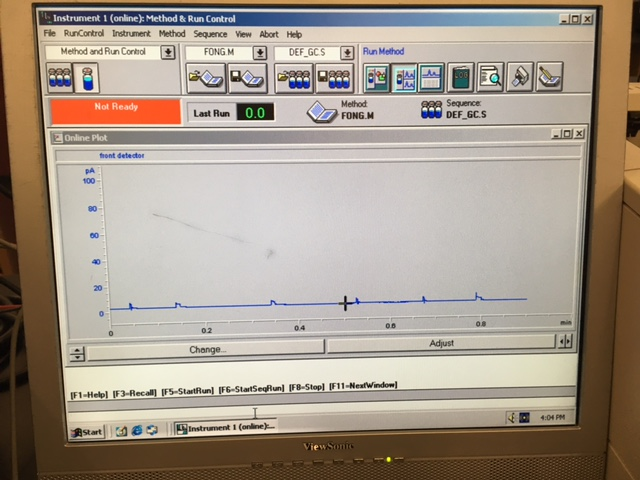 Instrument 1 (online): Method & Run Control
File RunControl Instrument Method Sequence View Abort Help
Method and Run Control FONG.M DEF_GC.S Run Method
Not Ready Last Run 0.0 Method: FONG.M Sequence: DEF_GC.S
Online Plot
front detector
pA
100
80
60
40
20
0
0 0.2 0.4 0.6 0.8 min
Change... Adjust
[F1=Help] [F3=Recall] [F5=StartRun] [F6=StartSeqRun] [F8=Stop] [F11=NextWindow]
Start Instrument 1 (online):... 4:04 PM
ViewSonic